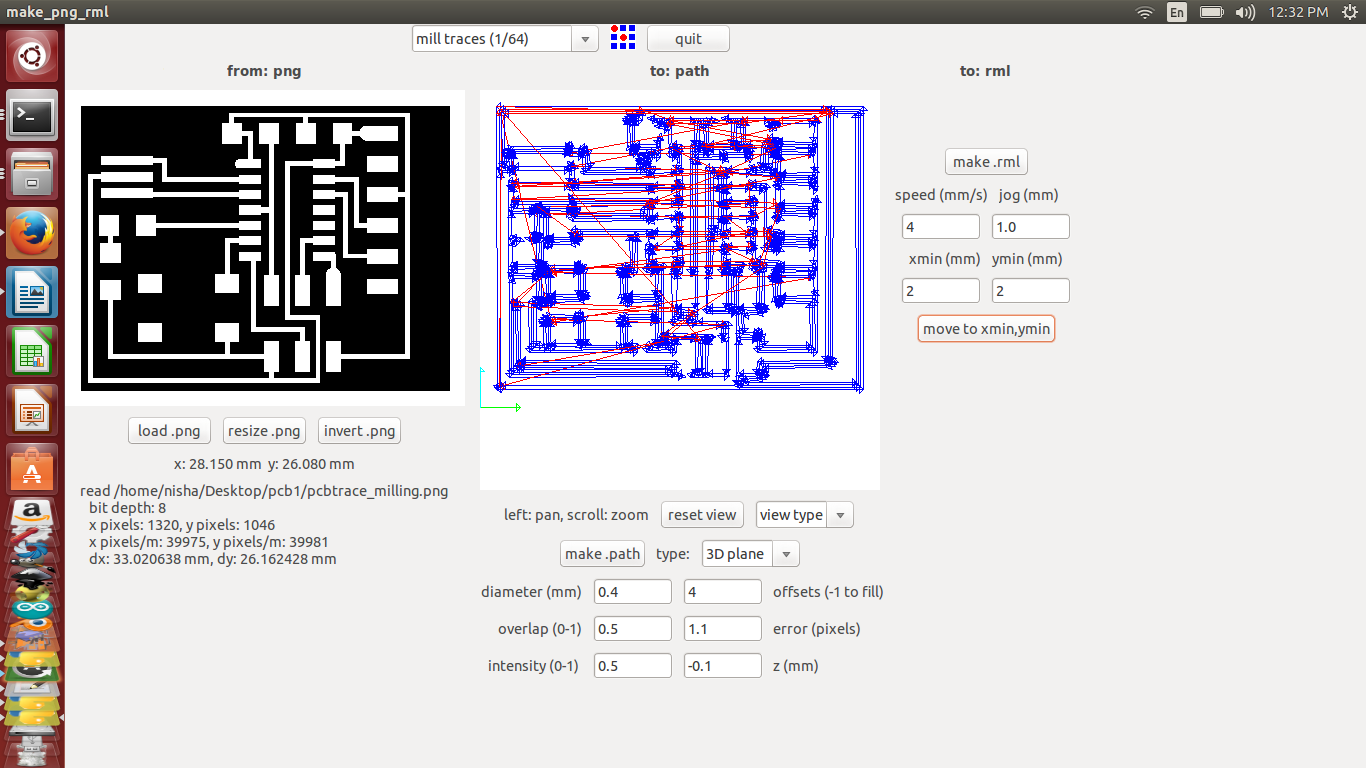 make_png_rml En 12:32 PM
mill traces (1/64) quit
from: png to: path to: rml
make .rml
speed (mm/s) jog (mm)
4 1.0
xmin (mm) ymin (mm)
2 2
move to xmin,ymin
load .png resize .png invert .png
x: 28.150 mm y: 26.080 mm
read /home/nisha/Desktop/pcb1/pcbtrace_milling.png
bit depth: 8
x pixels: 1320, y pixels: 1046
x pixels/m: 39975, y pixels/m: 39981
dx: 33.020638 mm, dy: 26.162428 mm
left: pan, scroll: zoom reset view view type
make .path type: 3D plane
diameter (mm) 0.4 4 offsets (-1 to fill)
overlap (0-1) 0.5 1.1 error (pixels)
intensity (0-1) 0.5 -0.1 z (mm)